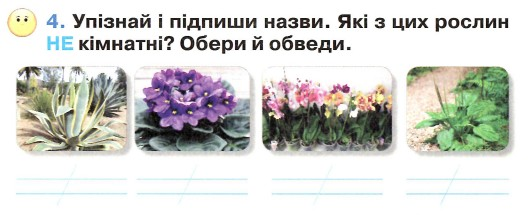 4. Упізнай і підпиши назви. Які з цих рослин
НЕ кімнатні? Обери й обведи.